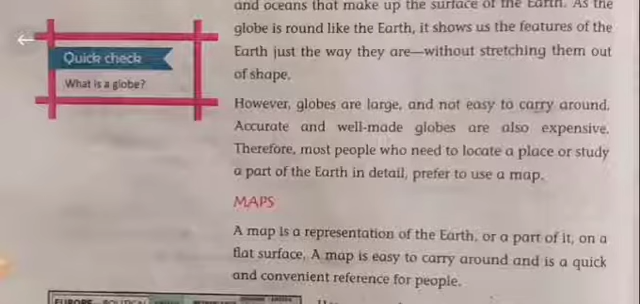 and oceans that make up the surface of the Earth. As the
globe is round like the Earth, it shows us the features of the
Earth just the way they are—without stretching them out
of shape.
Quick check
What is a globe?
However, globes are large, and not easy to carry around.
Accurate and well-made globes are also expensive.
Therefore, most people who need to locate a place or study
a part of the Earth in detail, prefer to use a map.
MAPS
A map is a representation of the Earth, or a part of it, on a
flat surface. A map is easy to carry around and is a quick
and convenient reference for people.
EUROPE